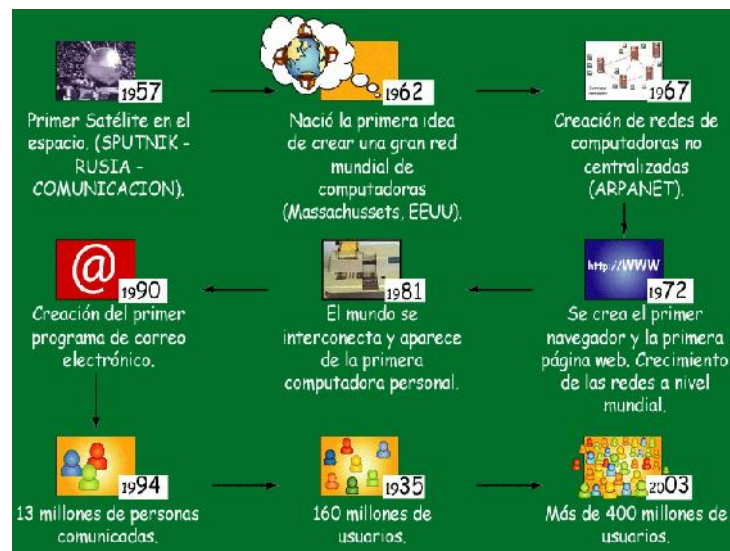 1957
Primer Satélite en el
espacio. (SPUTNIK -
RUSIA -
COMUNICACION).
1962
Nació la primera idea
de crear una gran red
mundial de
computadoras
(Massachussets, EEUU).
1967
Creación de redes de
computadoras no
centralizadas
(ARPANET).
http://WWW
1972
Se crea el primer
navegador y la primera
página web. Crecimiento
de las redes a nivel
mundial.
1981
El mundo se
interconecta y aparece
de la primera
computadora personal.
@
1990
Creación del primer
programa de correo
electrónico.
1994
13 millones de personas
comunicadas.
1935
160 millones de
usuarios.
2003
Más de 400 millones de
usuarios.